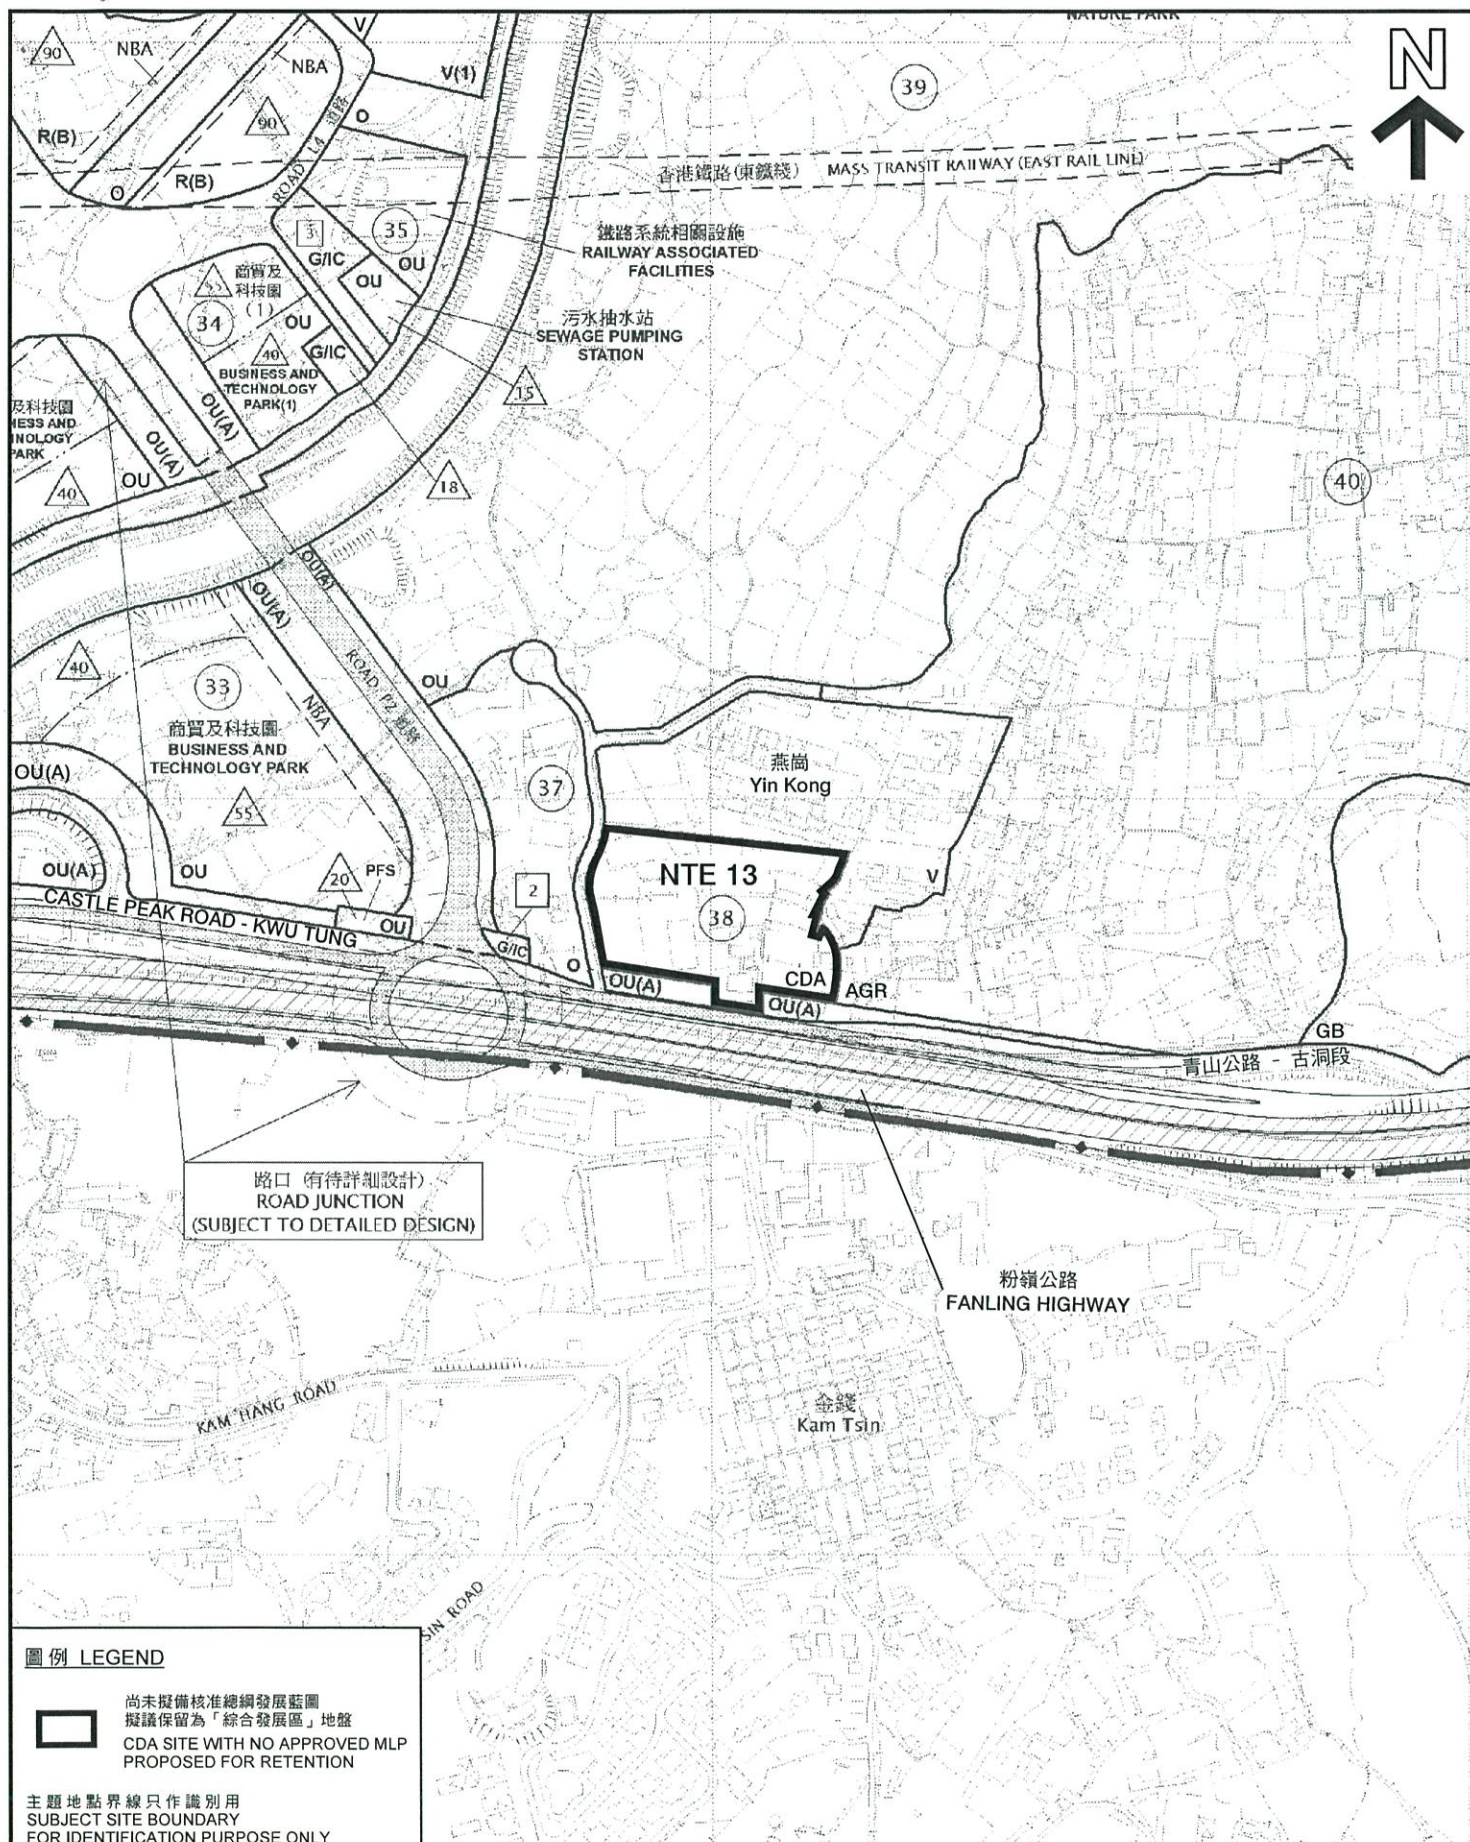 NATURE PARK
N
90
NBA
NBA
V
V(1)
39
90
O
R(B)
ROAD L4 道路
R(B)
O
香港鐵路(東鐵綫) MASS TRANSIT RAILWAY (EAST RAIL LINE)
3
35
G/IC
OU
鐵路系統相關設施
RAILWAY ASSOCIATED
FACILITIES
商貿及
科技園
(1)
OU
34
OU
污水抽水站
SEWAGE PUMPING
STATION
40
G/IC
BUSINESS AND
TECHNOLOGY
PARK(1)
15
及科技園
NESS AND
INOLOGY
PARK
OU(A)
OU(A)
40
OU
18
40
OU(A)
OU(A)
40
33
ROAD P2 道路
OU
NBA
商貿及科技園
BUSINESS AND
TECHNOLOGY PARK
OU(A)
燕崗
Yin Kong
37
55
OU(A)
OU
20
PFS
2
NTE 13
V
38
CASTLE PEAK ROAD - KWU TUNG
OU
G/IC
O
OU(A)
CDA
AGR
OU(A)
GB
青山公路 - 古洞段
路口 (有待詳細設計)
ROAD JUNCTION
(SUBJECT TO DETAILED DESIGN)
粉嶺公路
FANLING HIGHWAY
KAM HANG ROAD
金錢
Kam Tsin
SIN ROAD
圖例 LEGEND
尚未擬備核准總綱發展藍圖
擬議保留為「綜合發展區」地盤
CDA SITE WITH NO APPROVED MLP
PROPOSED FOR RETENTION
主題地點界線只作識別用
SUBJECT SITE BOUNDARY
FOR IDENTIFICATION PURPOSE ONLY